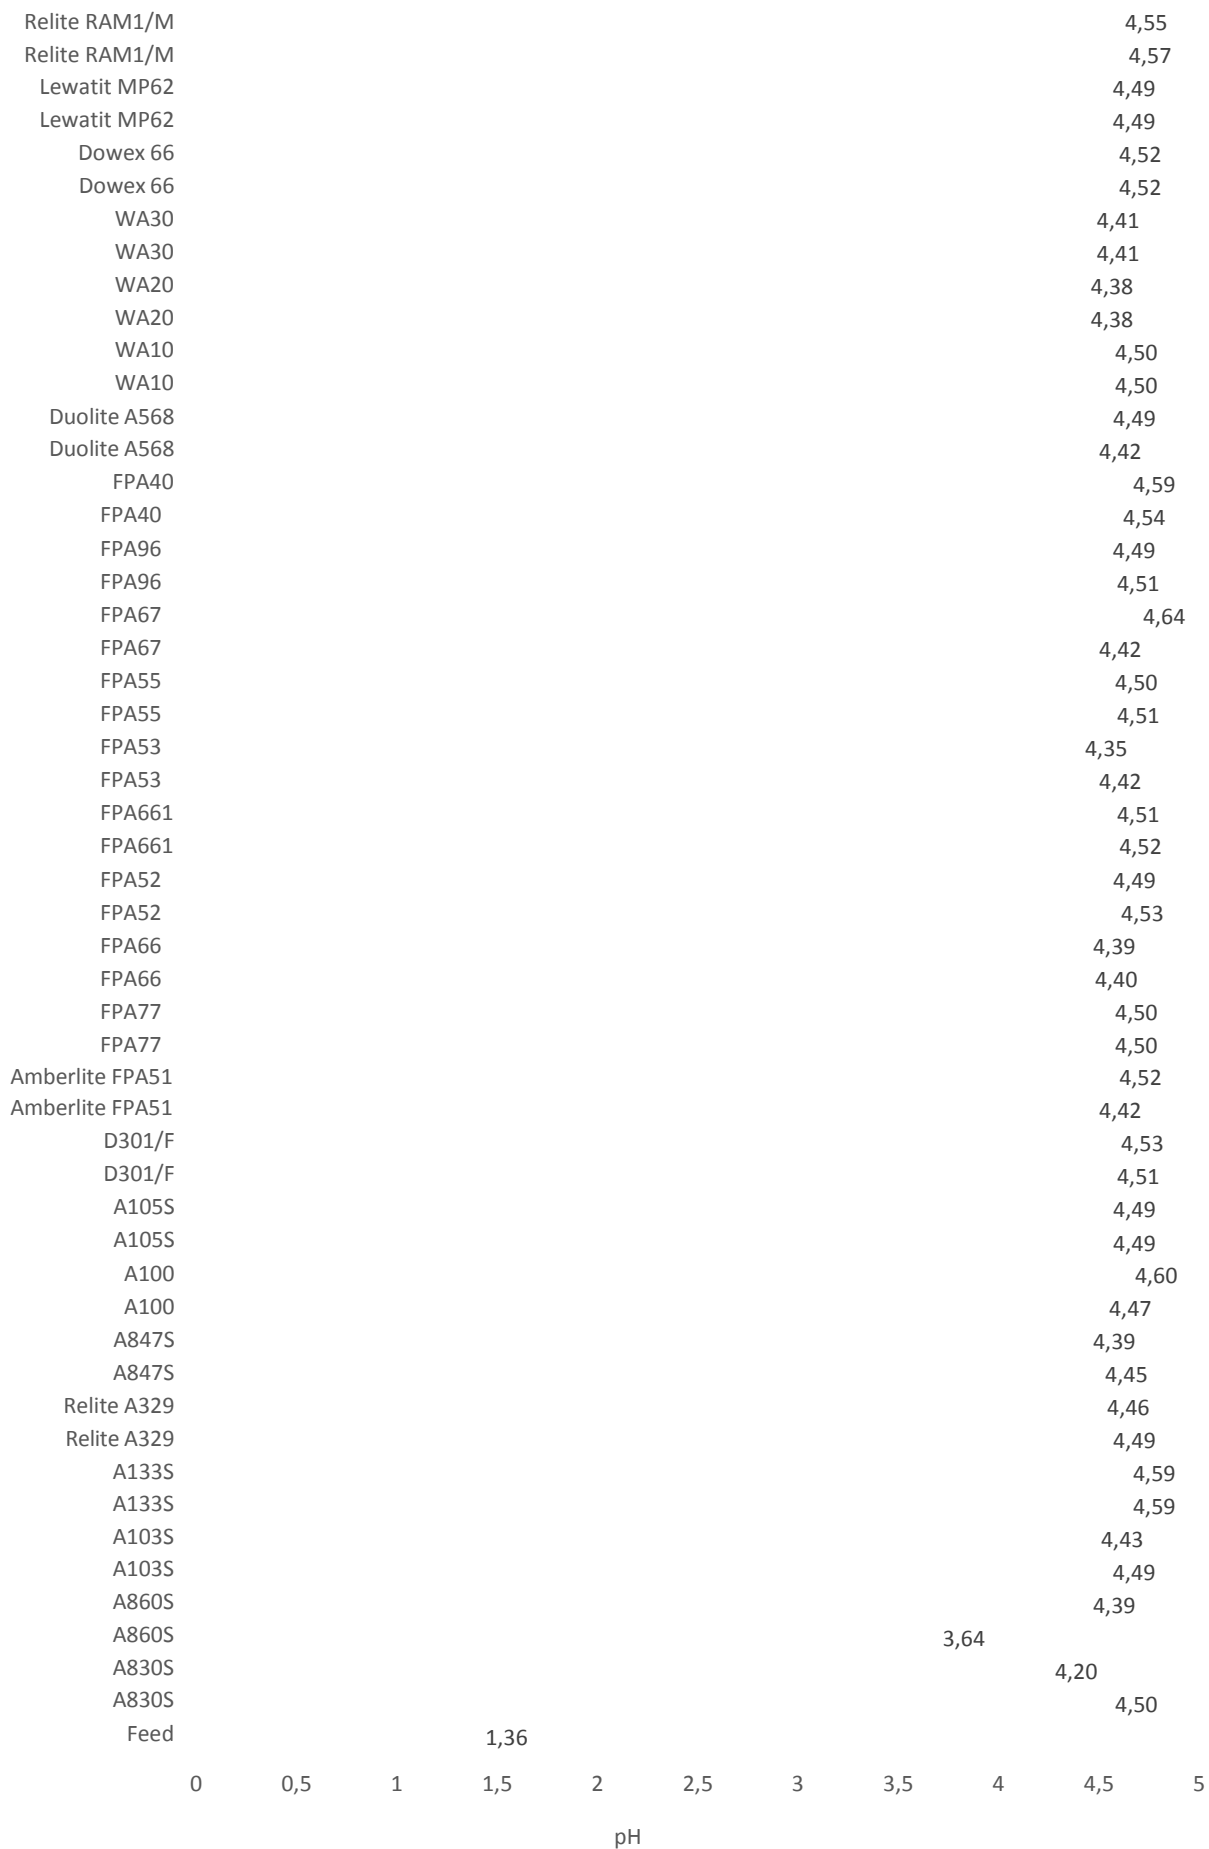 Relite RAM1/M 4,55
Relite RAM1/M 4,57
Lewatit MP62 4,49
Lewatit MP62 4,49
Dowex 66 4,52
Dowex 66 4,52
WA30 4,41
WA30 4,41
WA20 4,38
WA20 4,38
WA10 4,50
WA10 4,50
Duolite A568 4,49
Duolite A568 4,42
FPA40 4,59
FPA40 4,54
FPA96 4,49
FPA96 4,51
FPA67 4,64
FPA67 4,42
FPA55 4,50
FPA55 4,51
FPA53 4,35
FPA53 4,42
FPA661 4,51
FPA661 4,52
FPA52 4,49
FPA52 4,53
FPA66 4,39
FPA66 4,40
FPA77 4,50
FPA77 4,50
Amberlite FPA51 4,52
Amberlite FPA51 4,42
D301/F 4,53
D301/F 4,51
A105S 4,49
A105S 4,49
A100 4,60
A100 4,47
A847S 4,39
A847S 4,45
Relite A329 4,46
Relite A329 4,49
A133S 4,59
A133S 4,59
A103S 4,43
A103S 4,49
A860S 4,39
A860S 3,64
A830S 4,20
A830S 4,50
Feed 1,36
0 0,5 1 1,5 2 2,5 3 3,5 4 4,5 5
pH